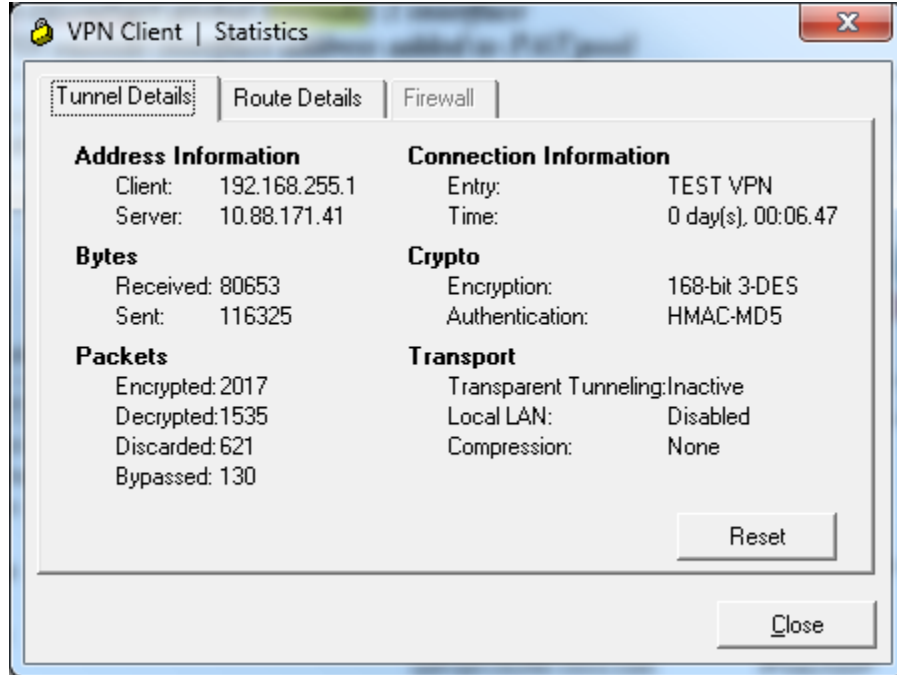 VPN Client | Statistics
Tunnel Details
Route Details
Firewall
Address Information
Client: 192.168.255.1
Server: 10.88.171.41
Bytes
Received: 80653
Sent: 116325
Packets
Encrypted: 2017
Decrypted: 1535
Discarded: 621
Bypassed: 130
Connection Information
Entry: TEST VPN
Time: 0 day(s), 00:06.47
Crypto
Encryption: 168-bit 3-DES
Authentication: HMAC-MD5
Transport
Transparent Tunneling: Inactive
Local LAN: Disabled
Compression: None
Reset
Close